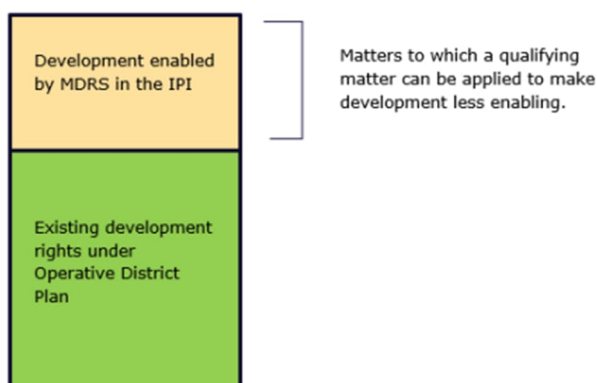 Development enabled
by MDRS in the IPI
Matters to which a qualifying
matter can be applied to make
development less enabling.
Existing development
rights under
Operative District
Plan